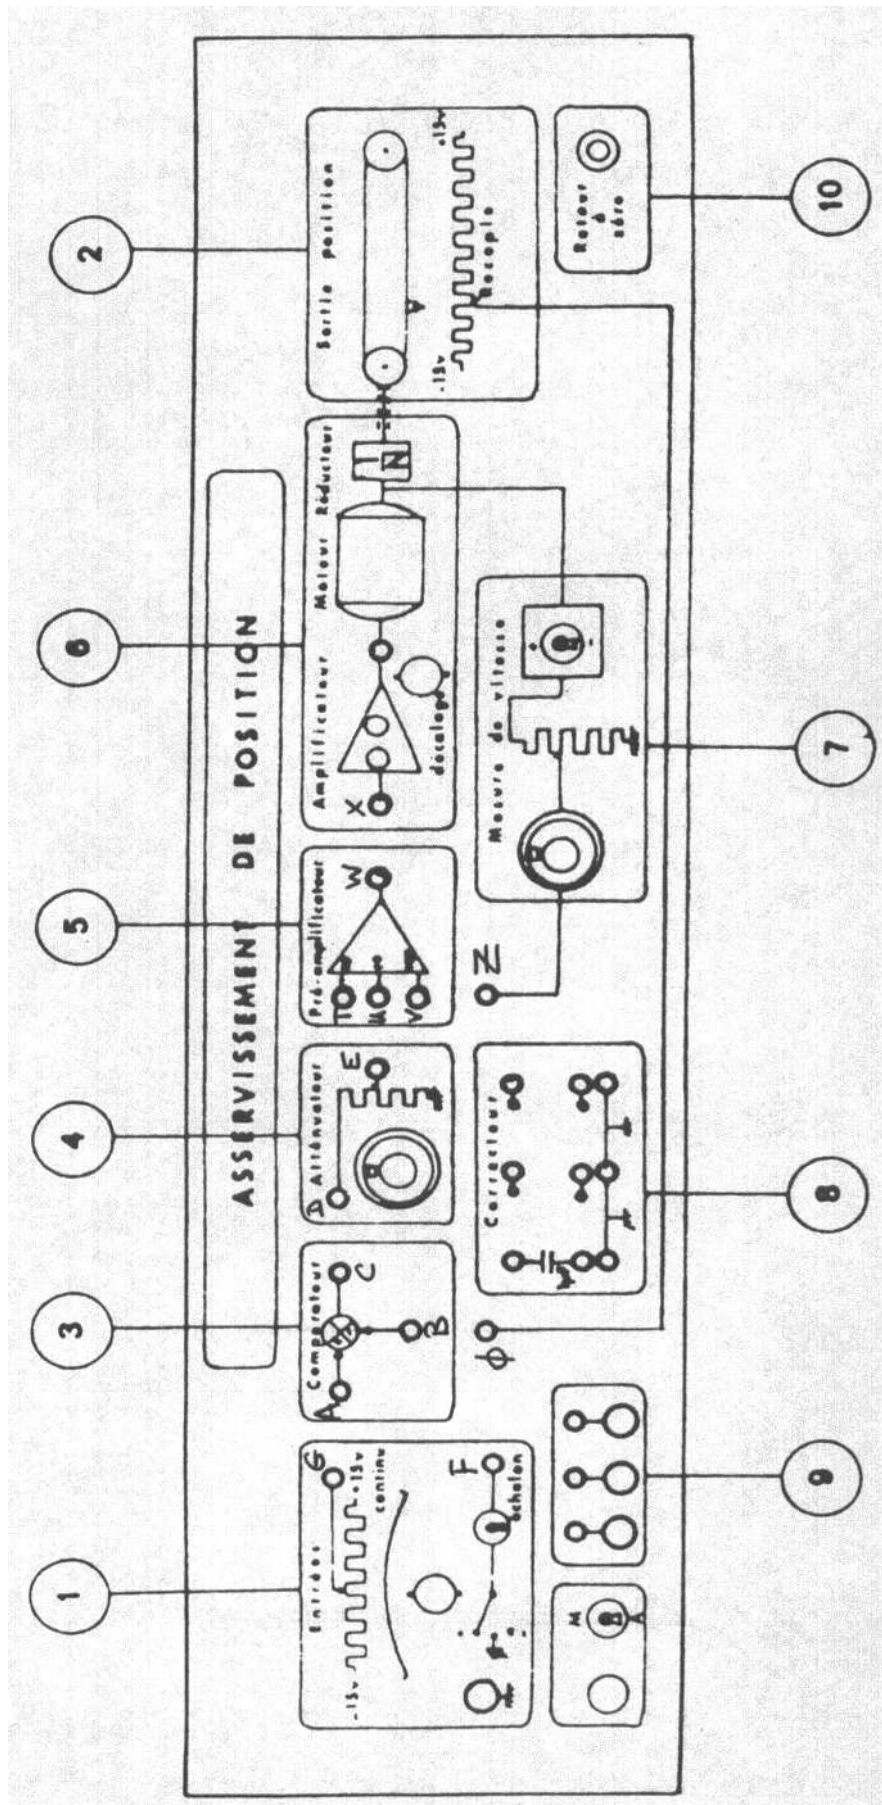 1
3
4
5
6
2
ASSERVISSEMENT DE POSITION
Entrées
-15v
+15v
continu
G
F
échelon
Comparateur
A
B
C
Atténuateur
D
E
Pré-amplificateur
T
U
V
W
Amplificateur
Moteur
Réducteur
X
décalage
N
Sortie position
-15v
+15v
Recopie
Φ
Correcteur
Z
Mesure de vitesse
+
-
Retour
à
zéro
M
A
9
8
7
10